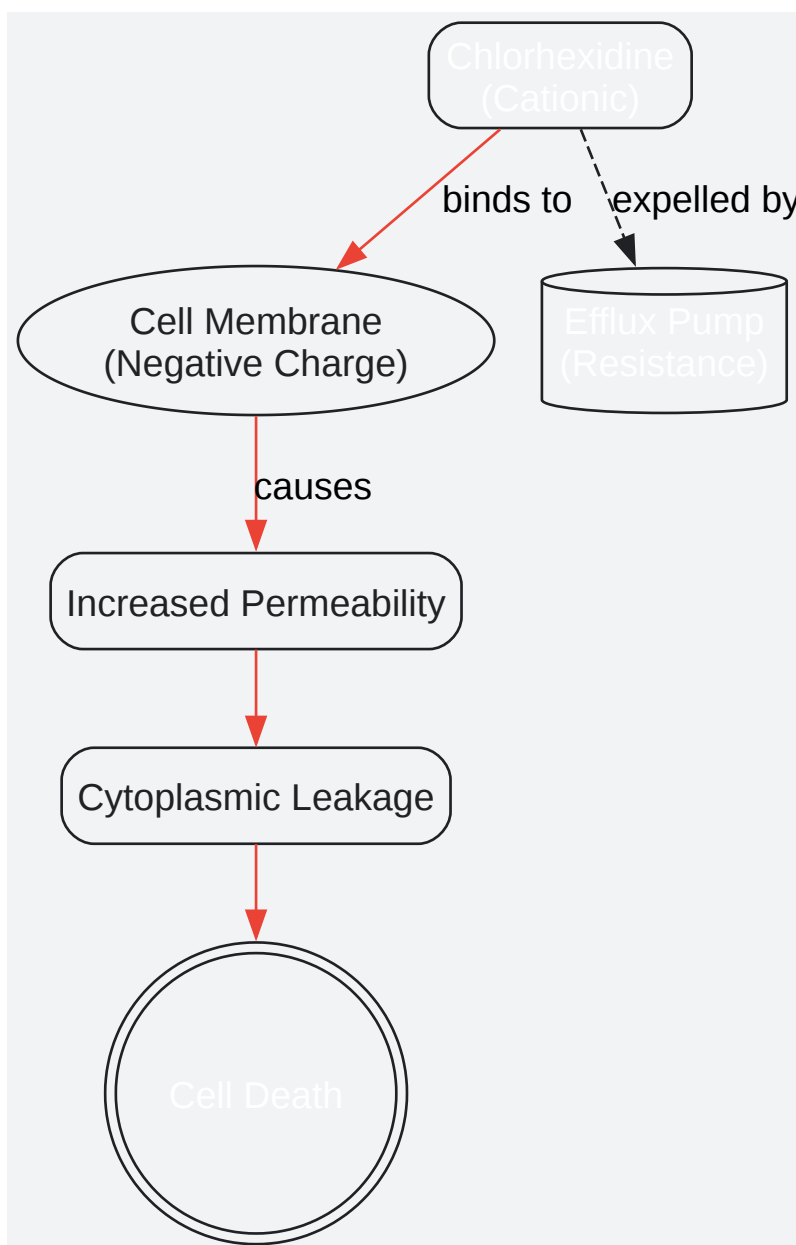 Chlorhexidine
(Cationic)
binds to
expelled by
Cell Membrane
(Negative Charge)
Efflux Pump
(Resistance)
causes
Increased Permeability
Cytoplasmic Leakage
Cell Death